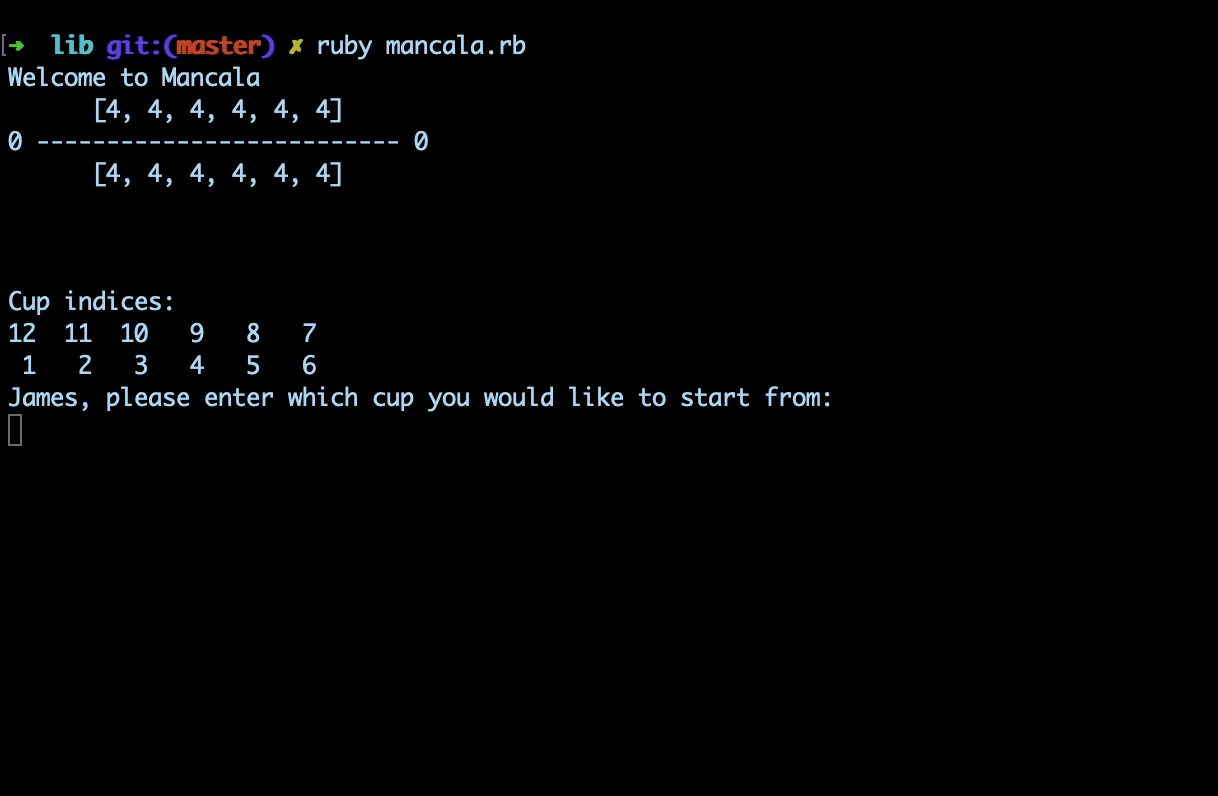 [➜  lib git:(master) ✗ ruby mancala.rb
Welcome to Mancala
      [4, 4, 4, 4, 4, 4]
0 -------------------------- 0
      [4, 4, 4, 4, 4, 4]
Cup indices:
12  11  10   9   8   7
 1   2   3   4   5   6
James, please enter which cup you would like to start from: